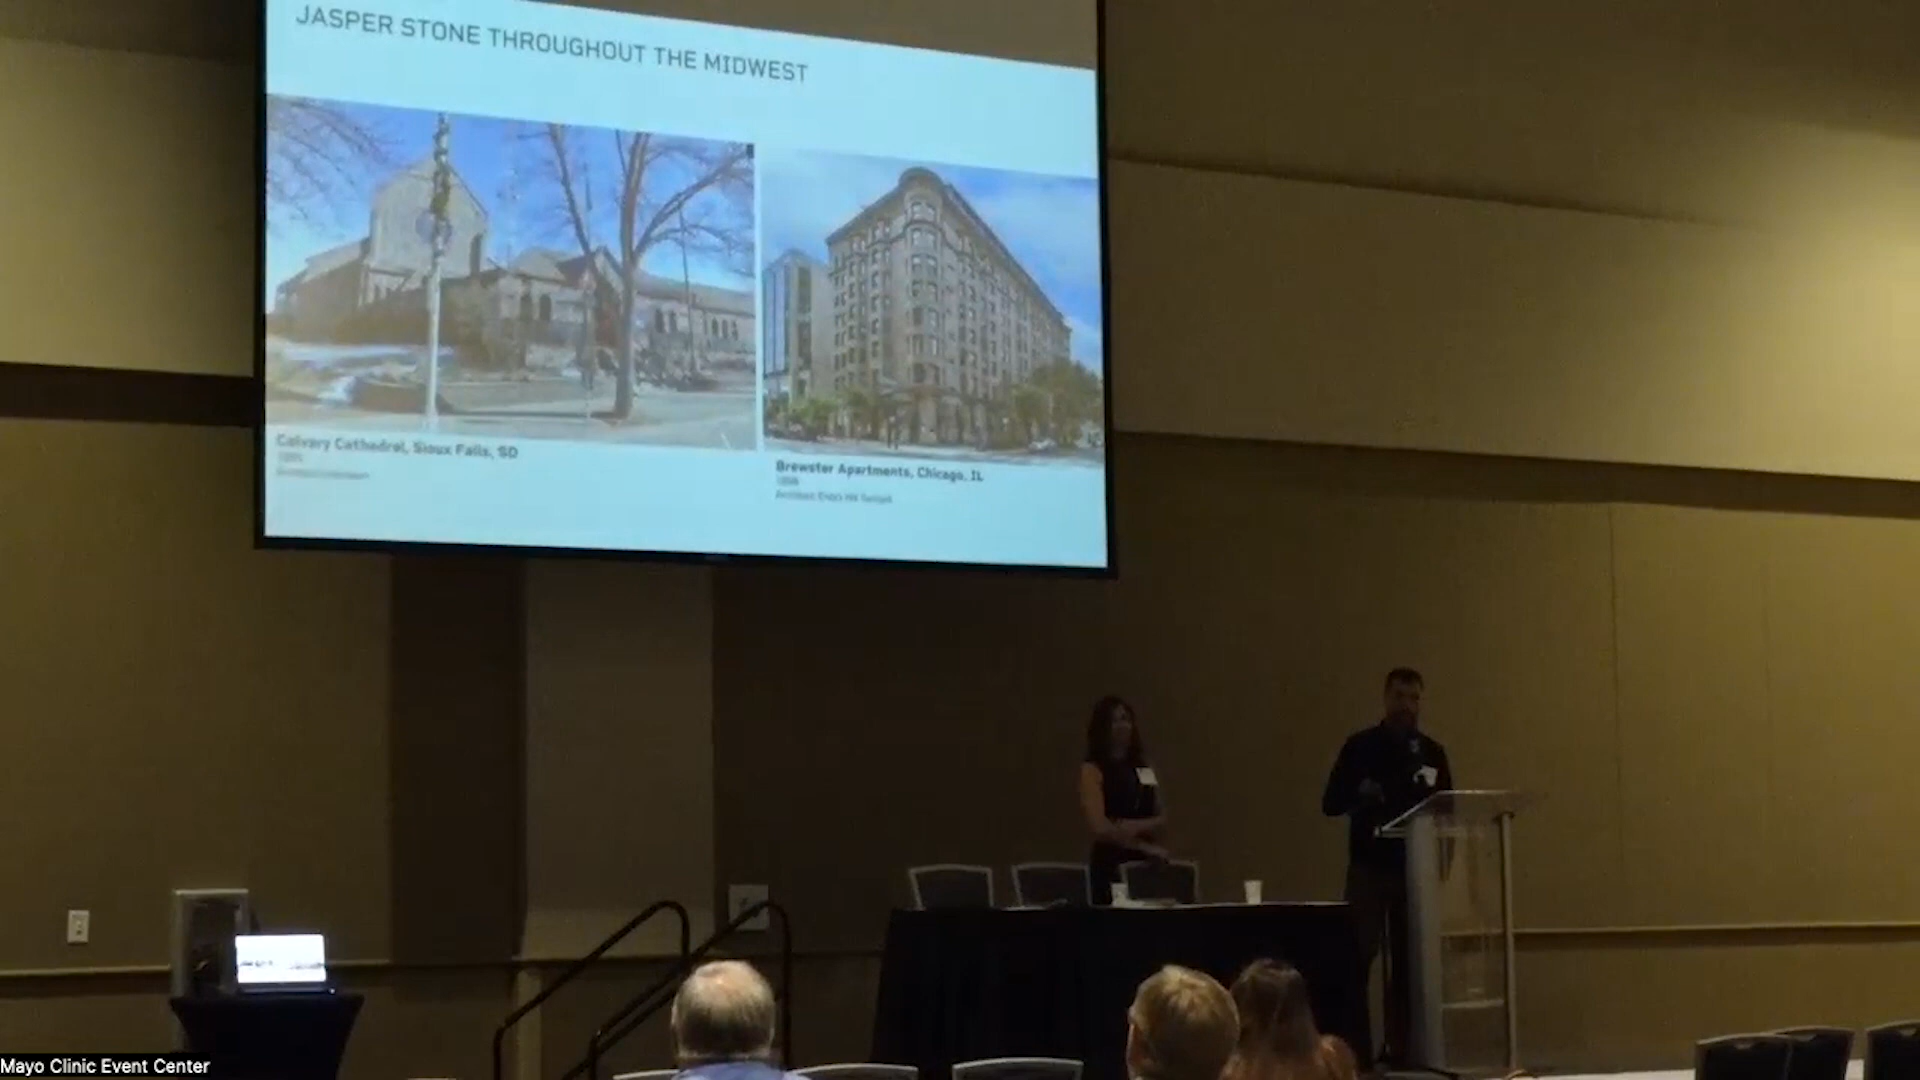 JASPER STONE THROUGHOUT THE MIDWEST
Calvary Cathedral, Sioux Falls, SD
Brewster Apartments, Chicago, IL
Mayo Clinic Event Center